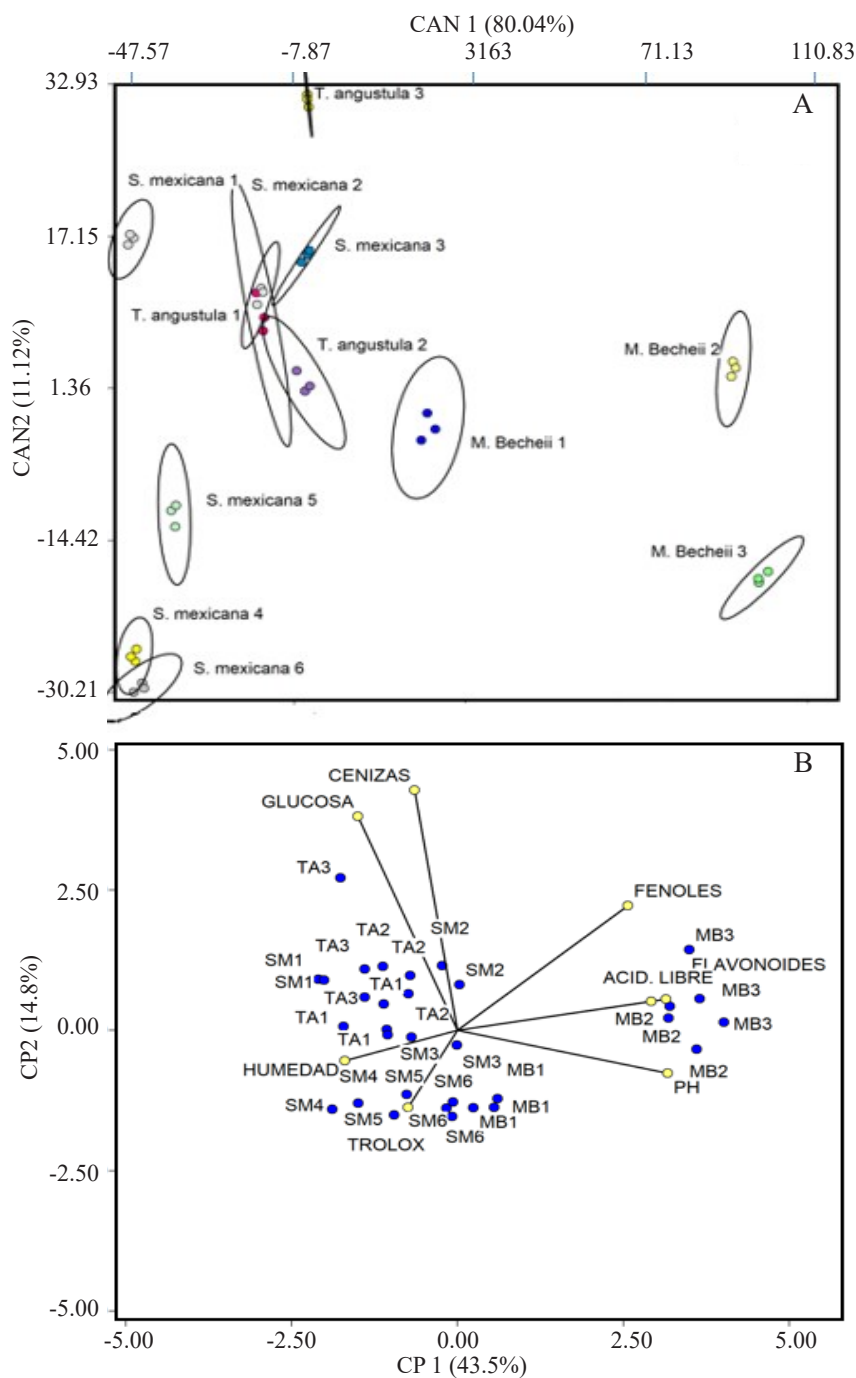 CAN 1 (80.04%)
-47.57 -7.87 3163 71.13 110.83
32.93
T. angustula 3
A
S. mexicana 1
S. mexicana 2
17.15
S. mexicana 3
T. angustula 1
T. angustula 2
M. Becheii 2
CAN2 (11.12%)
1.36
M. Becheii 1
S. mexicana 5
-14.42
M. Becheii 3
S. mexicana 4
S. mexicana 6
-30.21
5.00
B
CENIZAS
GLUCOSA
TA3
2.50
FENOLES
TA2
SM2
MB3
TA3
TA2
SM1
SM2
FLAVONOIDES
ACID. LIBRE
SM1
TA1
MB3
TA3
TA2
TA1
MB2
MB3
0.00
CP2 (14.8%)
TA1
MB2
SM3
SM3
HUMEDAD
SM4
SM5
SM6
MB1
MB2
PH
SM4
SM5
SM6
MB1
MB1
TROLOX
SM6
-2.50
-5.00
-5.00 -2.50 0.00 2.50 5.00
CP 1 (43.5%)